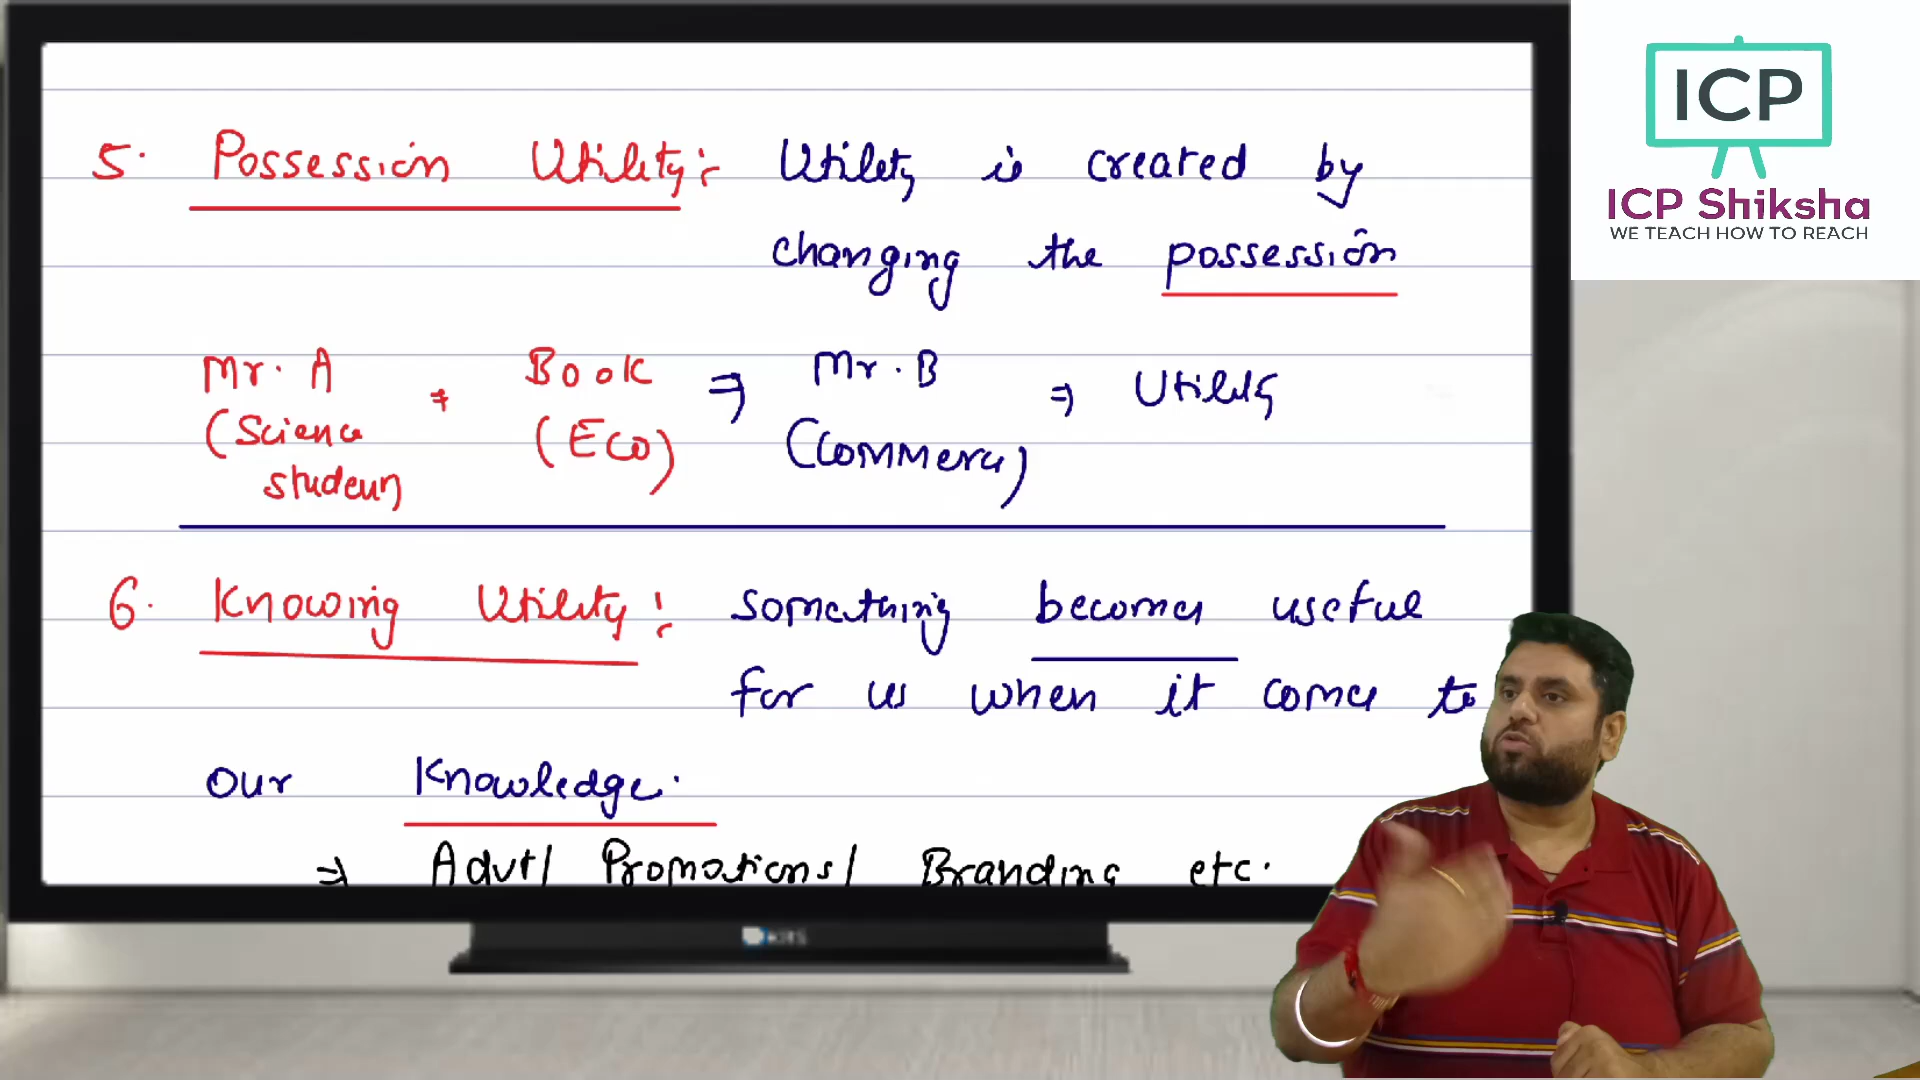 5. Possession Utility:- Utility is created by
changing the possession
Mr. A ⇒ Book ⇒ Mr. B ⇒ Utility
(Science (Eco) (Commerce)
student)
6. Knowing Utility: Something becomes useful
for us when it comes to
our Knowledge.
⇒ Advt/ Promotions/ Branding etc.
ICP
ICP Shiksha
WE TEACH HOW TO REACH